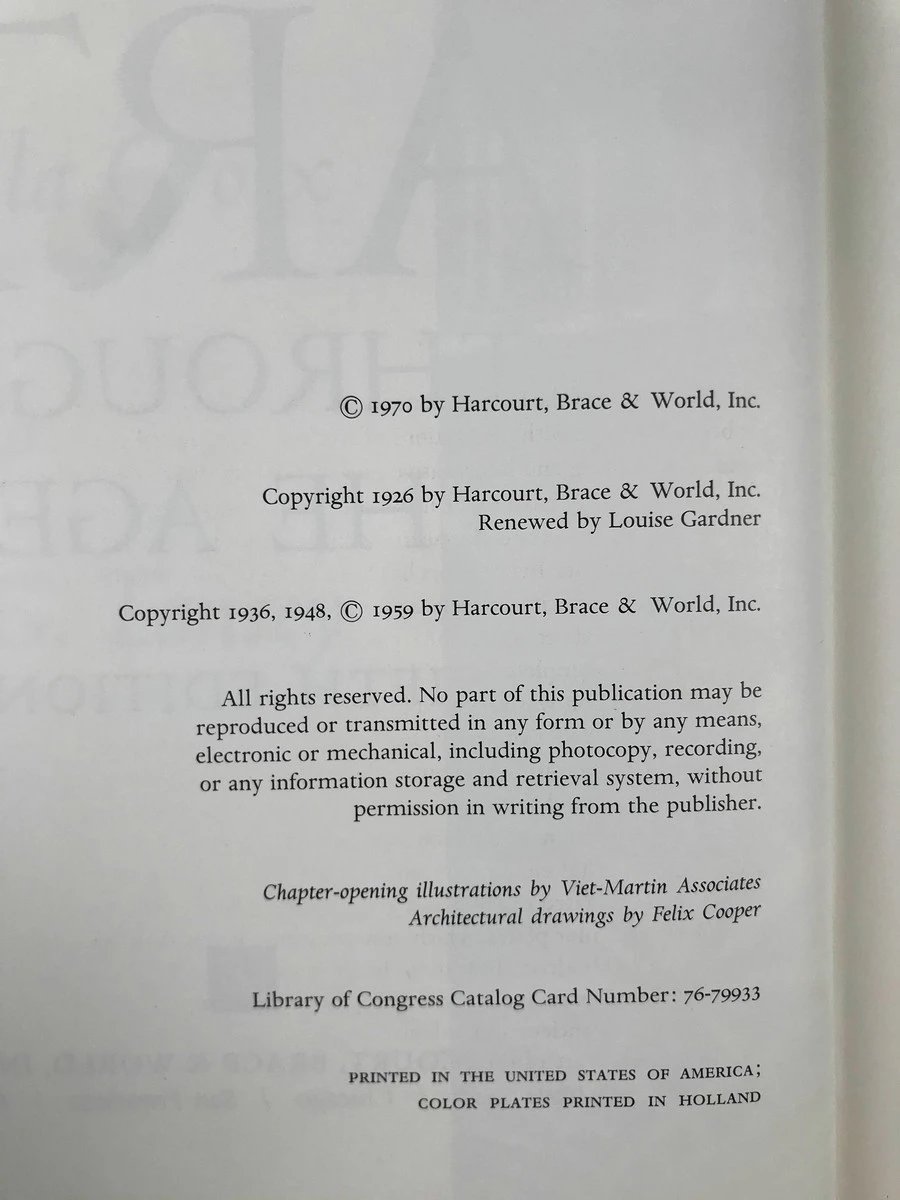 © 1970 by Harcourt, Brace & World, Inc.
Copyright 1926 by Harcourt, Brace & World, Inc.
Renewed by Louise Gardner
Copyright 1936, 1948, © 1959 by Harcourt, Brace & World, Inc.
All rights reserved. No part of this publication may be
reproduced or transmitted in any form or by any means,
electronic or mechanical, including photocopy, recording,
or any information storage and retrieval system, without
permission in writing from the publisher.
Chapter-opening illustrations by Viet-Martin Associates
Architectural drawings by Felix Cooper
Library of Congress Catalog Card Number: 76-79933
PRINTED IN THE UNITED STATES OF AMERICA;
COLOR PLATES PRINTED IN HOLLAND